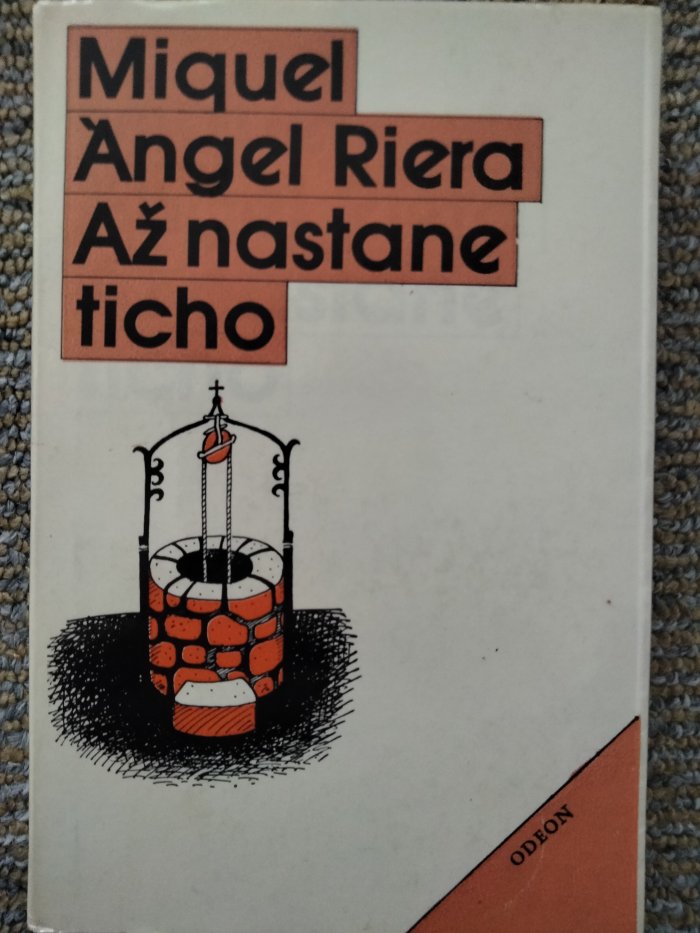 Miquel
Àngel Riera
Až nastane
ticho
ODEON